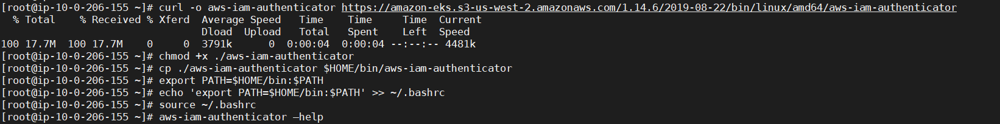 [root@ip-10-0-206-155 ~]# curl -o aws-iam-authenticator https://amazon-eks.s3-us-west-2.amazonaws.com/1.14.6/2019-08-22/bin/linux/amd64/aws-iam-authenticator
  % Total    % Received % Xferd  Average Speed   Time    Time     Time  Current
                                 Dload  Upload   Total   Spent    Left  Speed
100 17.7M  100 17.7M    0     0  3791k      0  0:00:04  0:00:04 --:--:-- 4481k
[root@ip-10-0-206-155 ~]# chmod +x ./aws-iam-authenticator
[root@ip-10-0-206-155 ~]# cp ./aws-iam-authenticator $HOME/bin/aws-iam-authenticator
[root@ip-10-0-206-155 ~]# export PATH=$HOME/bin:$PATH
[root@ip-10-0-206-155 ~]# echo 'export PATH=$HOME/bin:$PATH' >> ~/.bashrc
[root@ip-10-0-206-155 ~]# source ~/.bashrc
[root@ip-10-0-206-155 ~]# aws-iam-authenticator –help